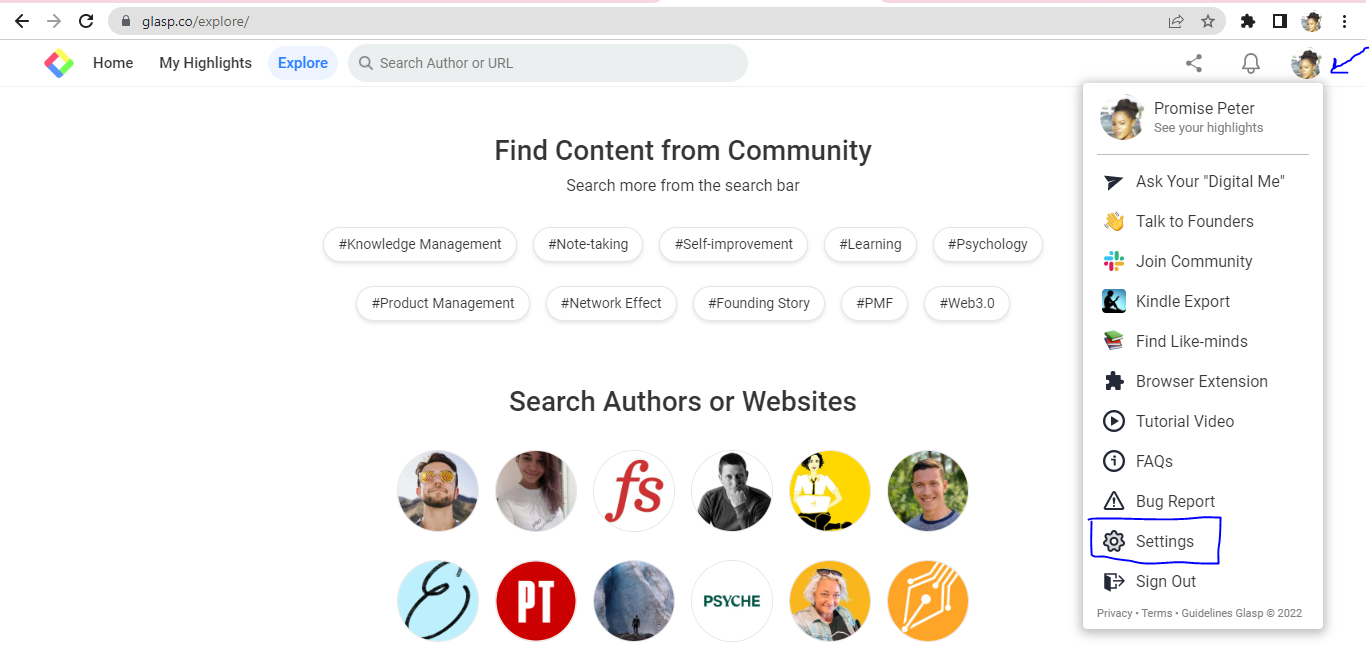 glasp.co/explore/
Home My Highlights Explore Search Author or URL
Promise Peter
See your highlights
Find Content from Community
Search more from the search bar
#Knowledge Management #Note-taking #Self-improvement #Learning #Psychology
#Product Management #Network Effect #Founding Story #PMF #Web3.0
Search Authors or Websites
fs
PT
PSYCHE
Ask Your "Digital Me"
Talk to Founders
Join Community
Kindle Export
Find Like-minds
Browser Extension
Tutorial Video
FAQs
Bug Report
Settings
Sign Out
Privacy • Terms • Guidelines Glasp © 2022